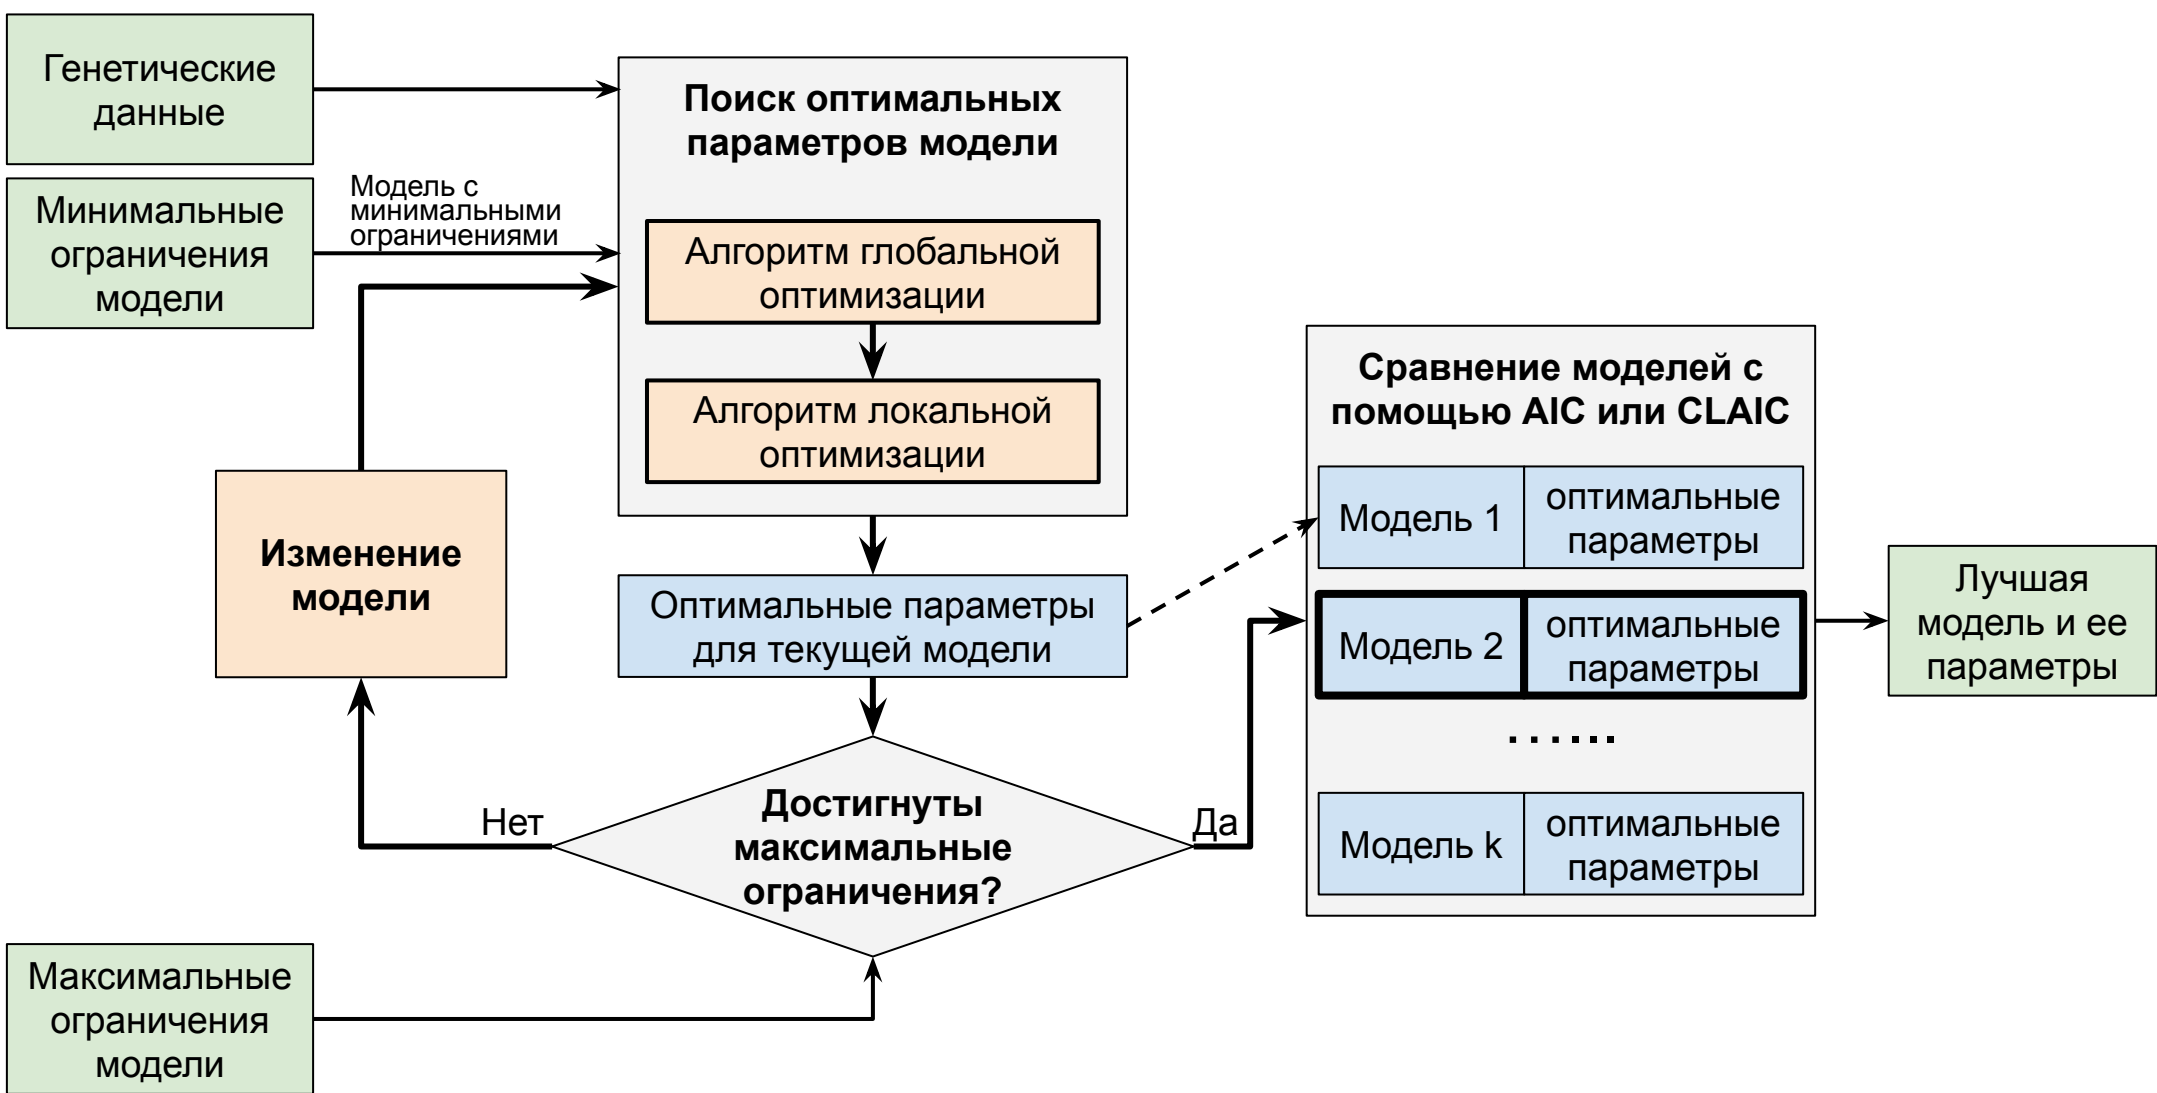 Генетические
данные
Минимальные
ограничения
модели
Модель с
минимальными
ограничениями
Поиск оптимальных
параметров модели
Алгоритм глобальной
оптимизации
Алгоритм локальной
оптимизации
Изменение
модели
Оптимальные параметры
для текущей модели
Нет
Достигнуты
максимальные
ограничения?
Да
Максимальные
ограничения
модели
Сравнение моделей с
помощью AIC или CLAIC
Модель 1
оптимальные
параметры
Модель 2
оптимальные
параметры
......
Модель k
оптимальные
параметры
Лучшая
модель и ее
параметры